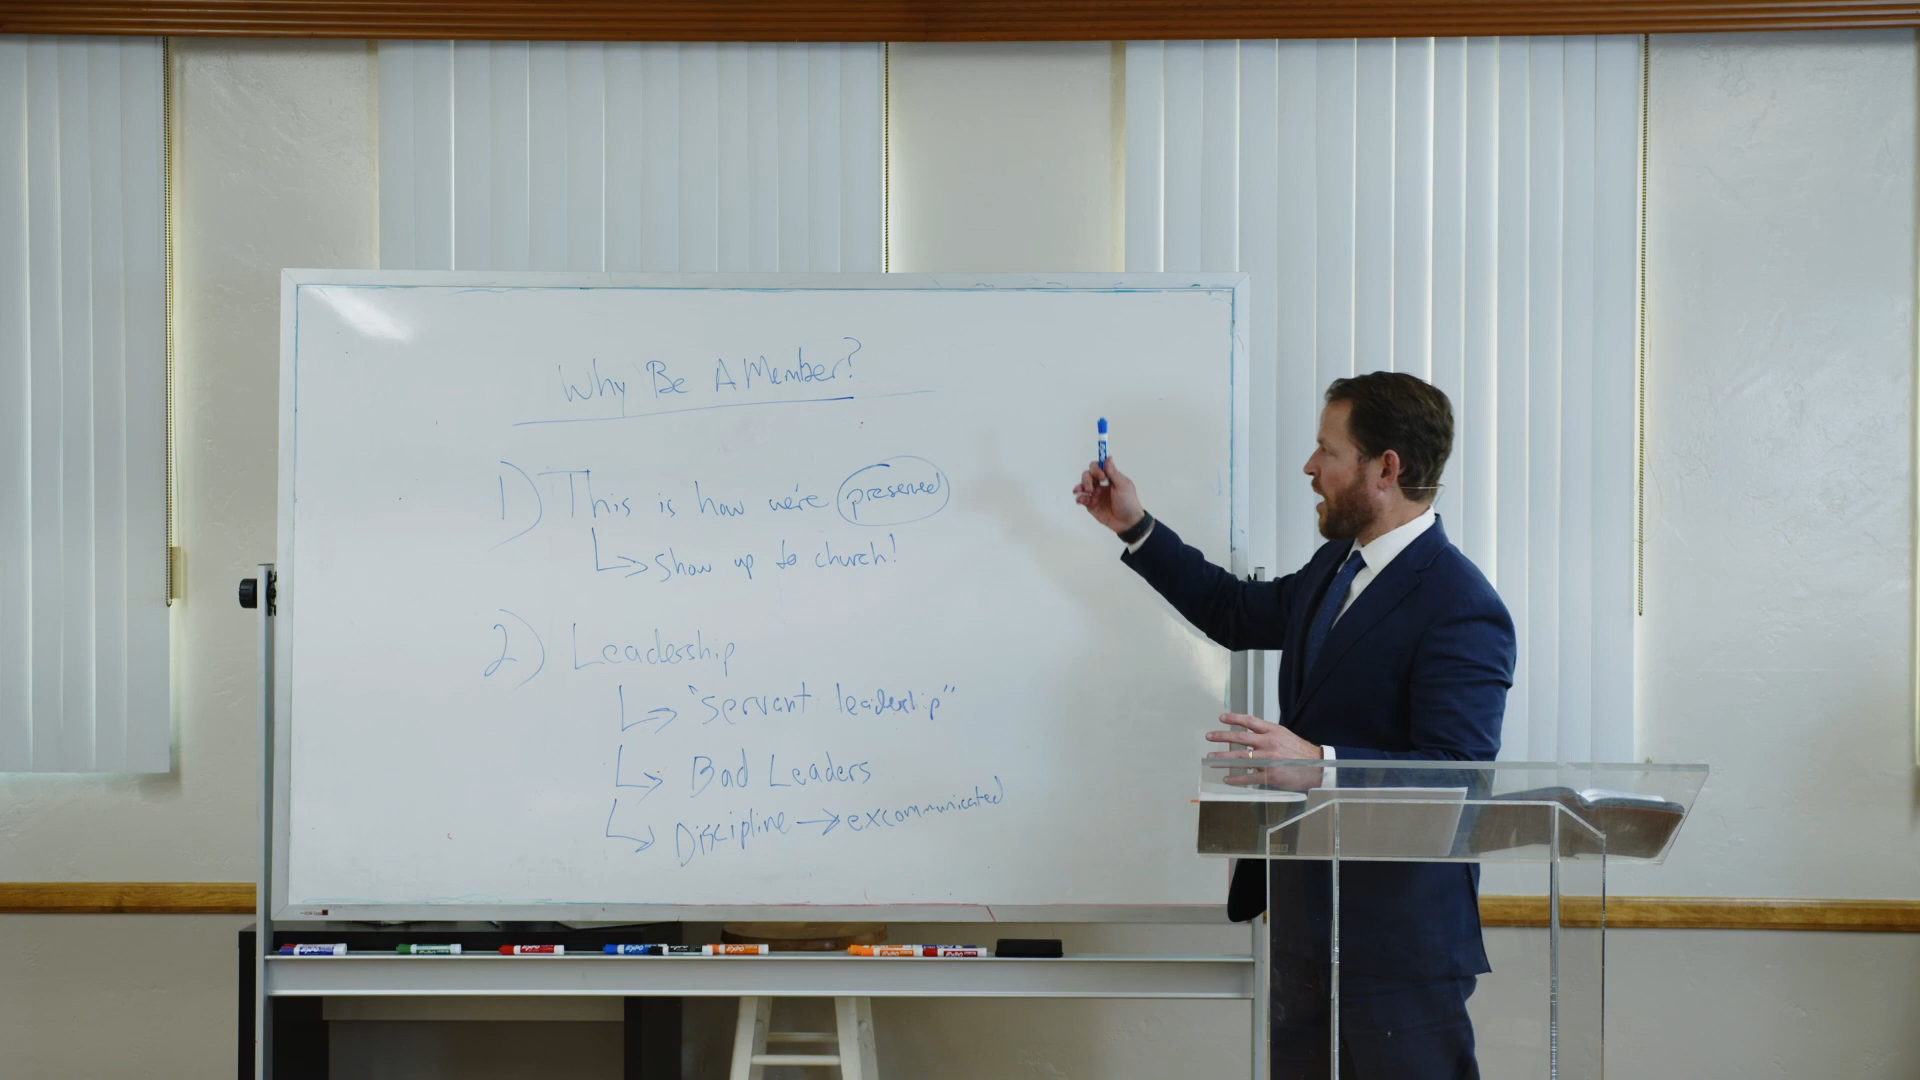 Why Be A Member?
1) This is how we're preserved
↳ show up to church!
2) Leadership
↳ "servant leadership"
↳ Bad Leaders
↳ Discipline → excommunicated
EXPO